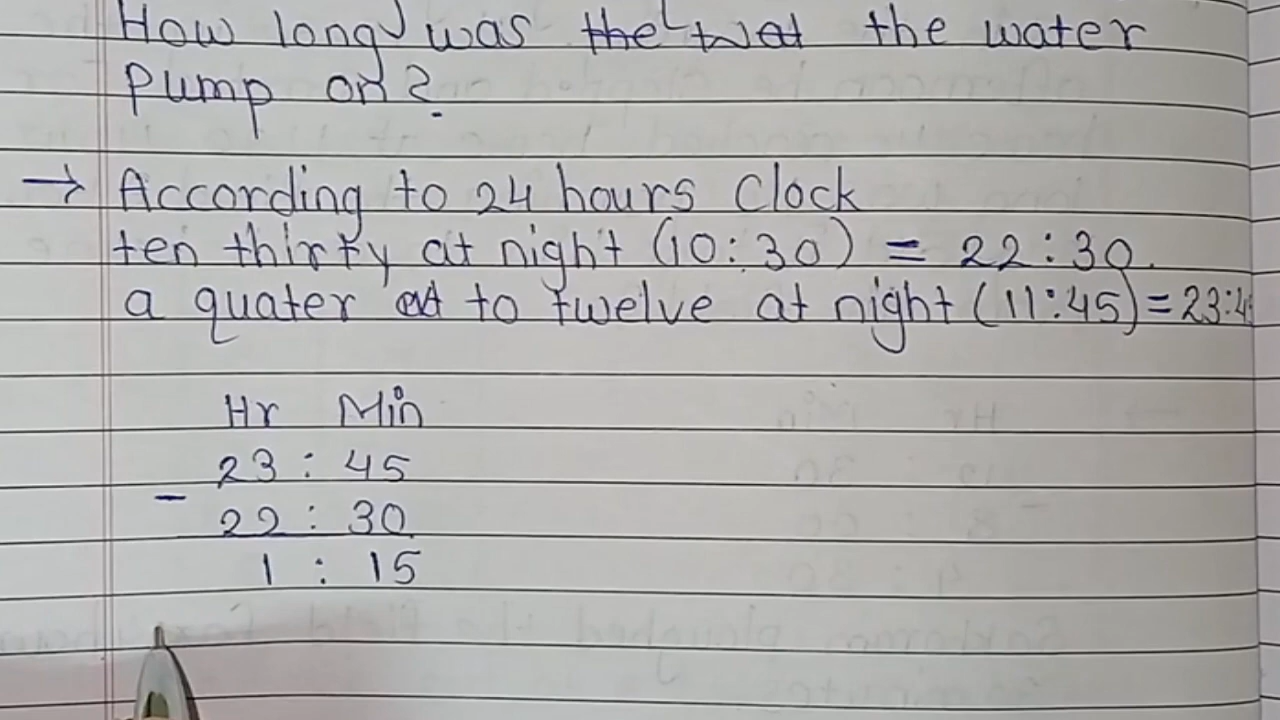 How long was the wat the water
Pump on?
→ According to 24 hours Clock
ten thirty at night (10:30) = 22:30.
a quater at to twelve at night (11:45) = 23:4
Hr Min
23 : 45
- 22 : 30
1 : 15